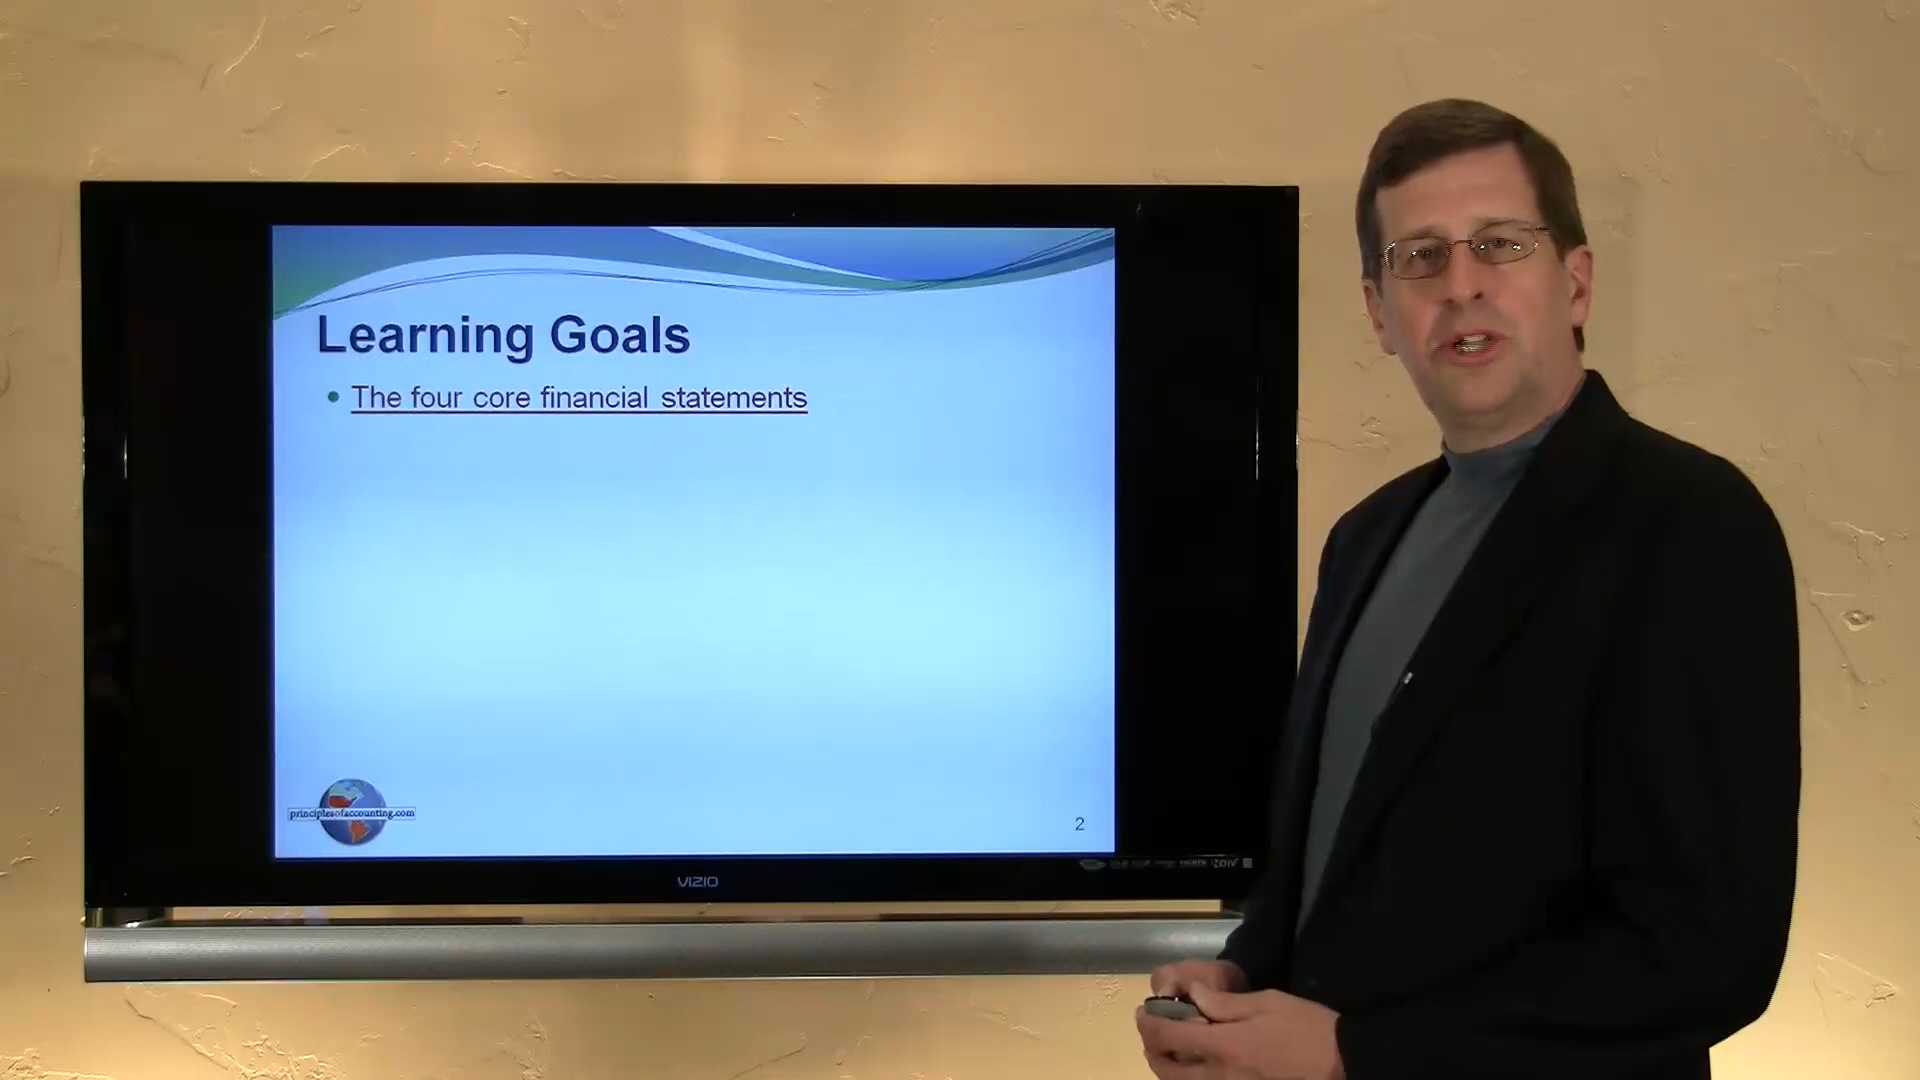 Learning Goals
• The four core financial statements
principlesofaccounting.com
2
VIZIO